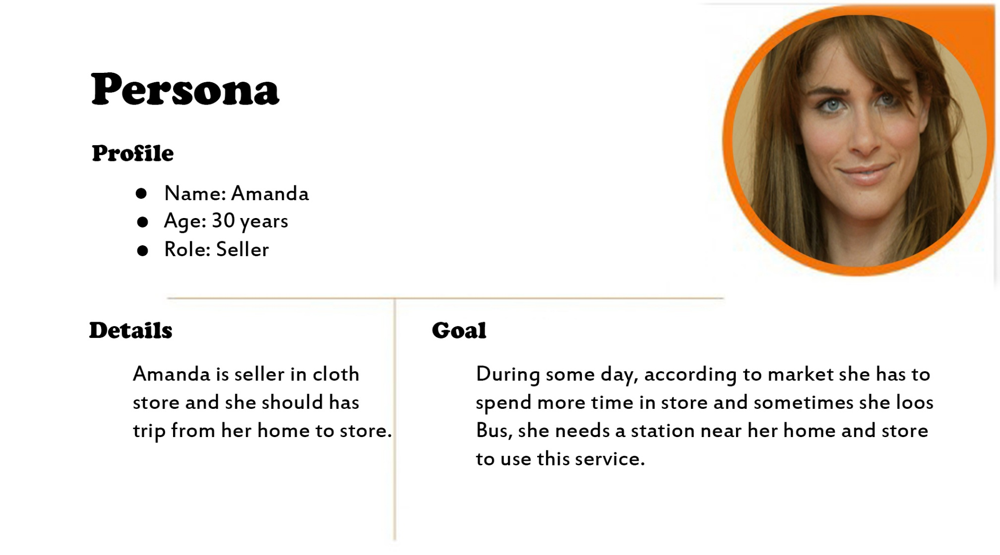 Persona
Profile
● Name: Amanda
● Age: 30 years
● Role: Seller
Details
Amanda is seller in cloth
store and she should has
trip from her home to store.
Goal
During some day, according to market she has to
spend more time in store and sometimes she loos
Bus, she needs a station near her home and store
to use this service.